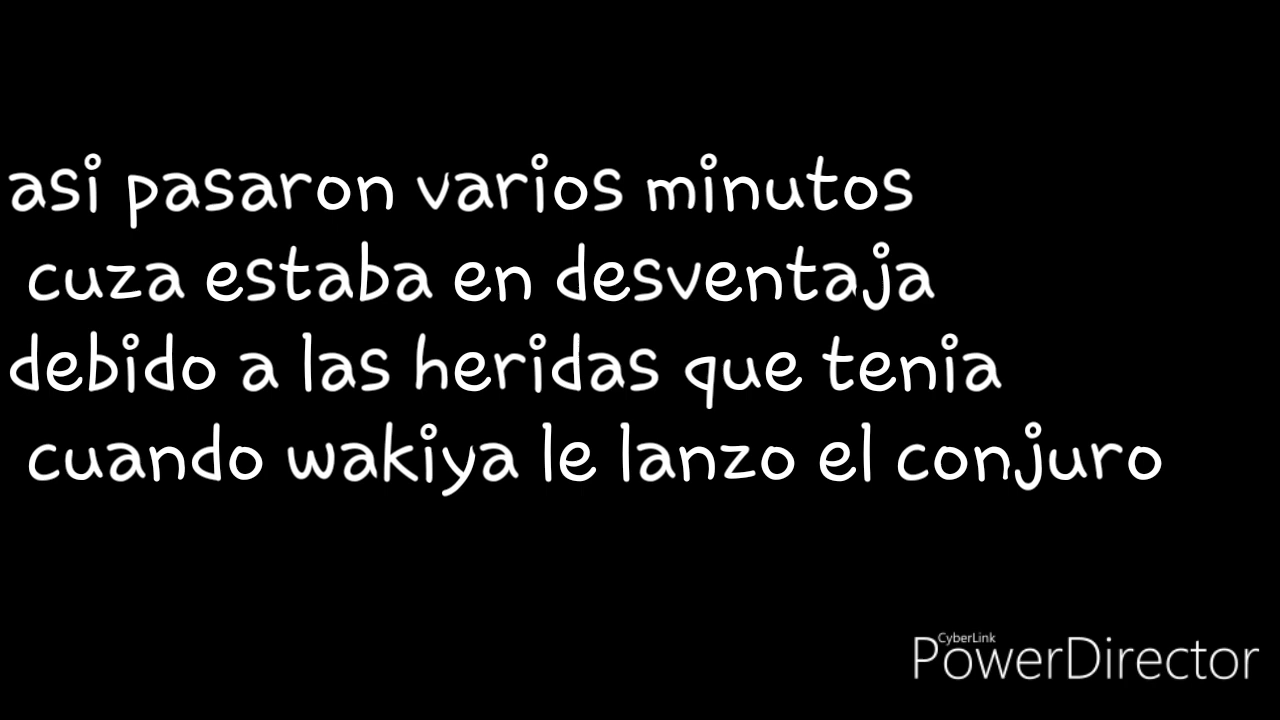 asi pasaron varios minutos
cuza estaba en desventaja
debido a las heridas que tenia
cuando wakiya le lanzo el conjuro
CyberLink
PowerDirector